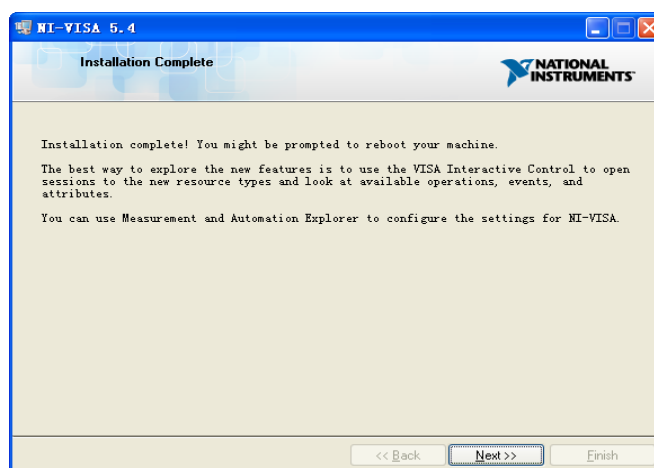 NI-VISA 5.4
Installation Complete
NATIONAL
INSTRUMENTS
Installation complete! You might be prompted to reboot your machine.
The best way to explore the new features is to use the VISA Interactive Control to open
sessions to the new resource types and look at available operations, events, and
attributes.
You can use Measurement and Automation Explorer to configure the settings for NI-VISA.
<< Back
Next >>
Finish